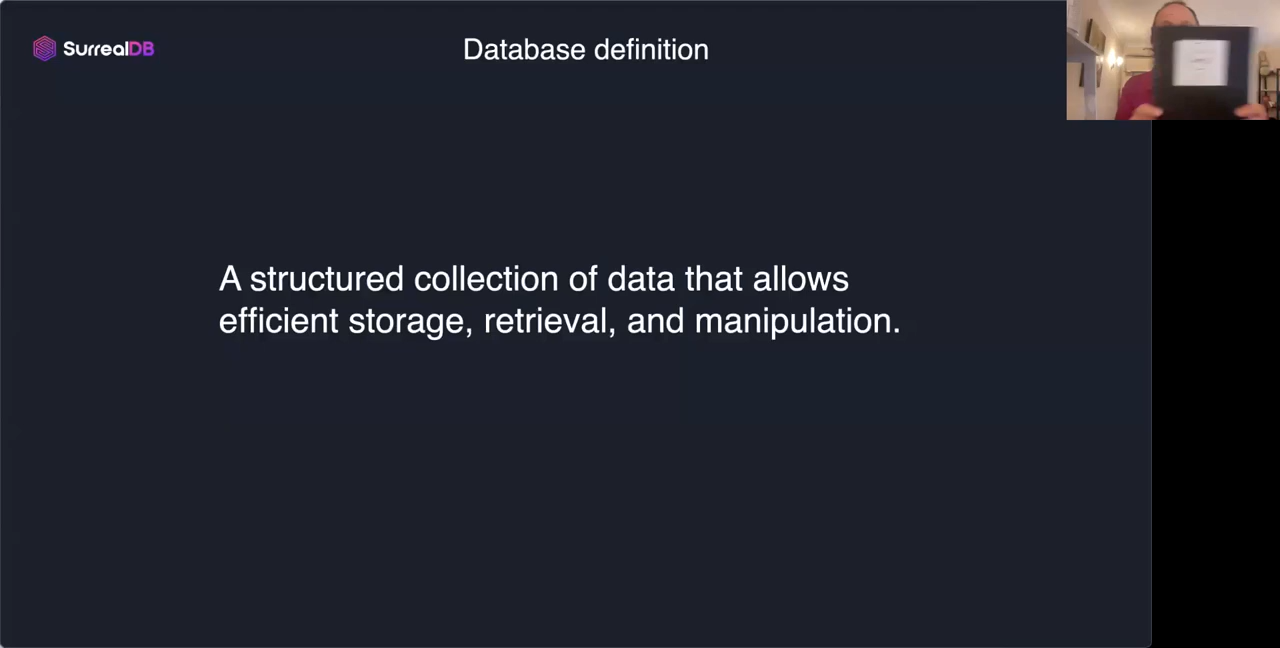 SurrealDB
Database definition
A structured collection of data that allows
efficient storage, retrieval, and manipulation.